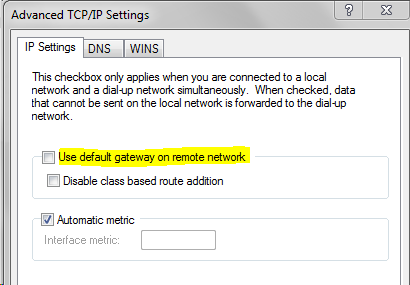 Advanced TCP/IP Settings
IP Settings DNS WINS
This checkbox only applies when you are connected to a local
network and a dial-up network simultaneously. When checked, data
that cannot be sent on the local network is forwarded to the dial-up
network.
Use default gateway on remote network
Disable class based route addition
Automatic metric
Interface metric: